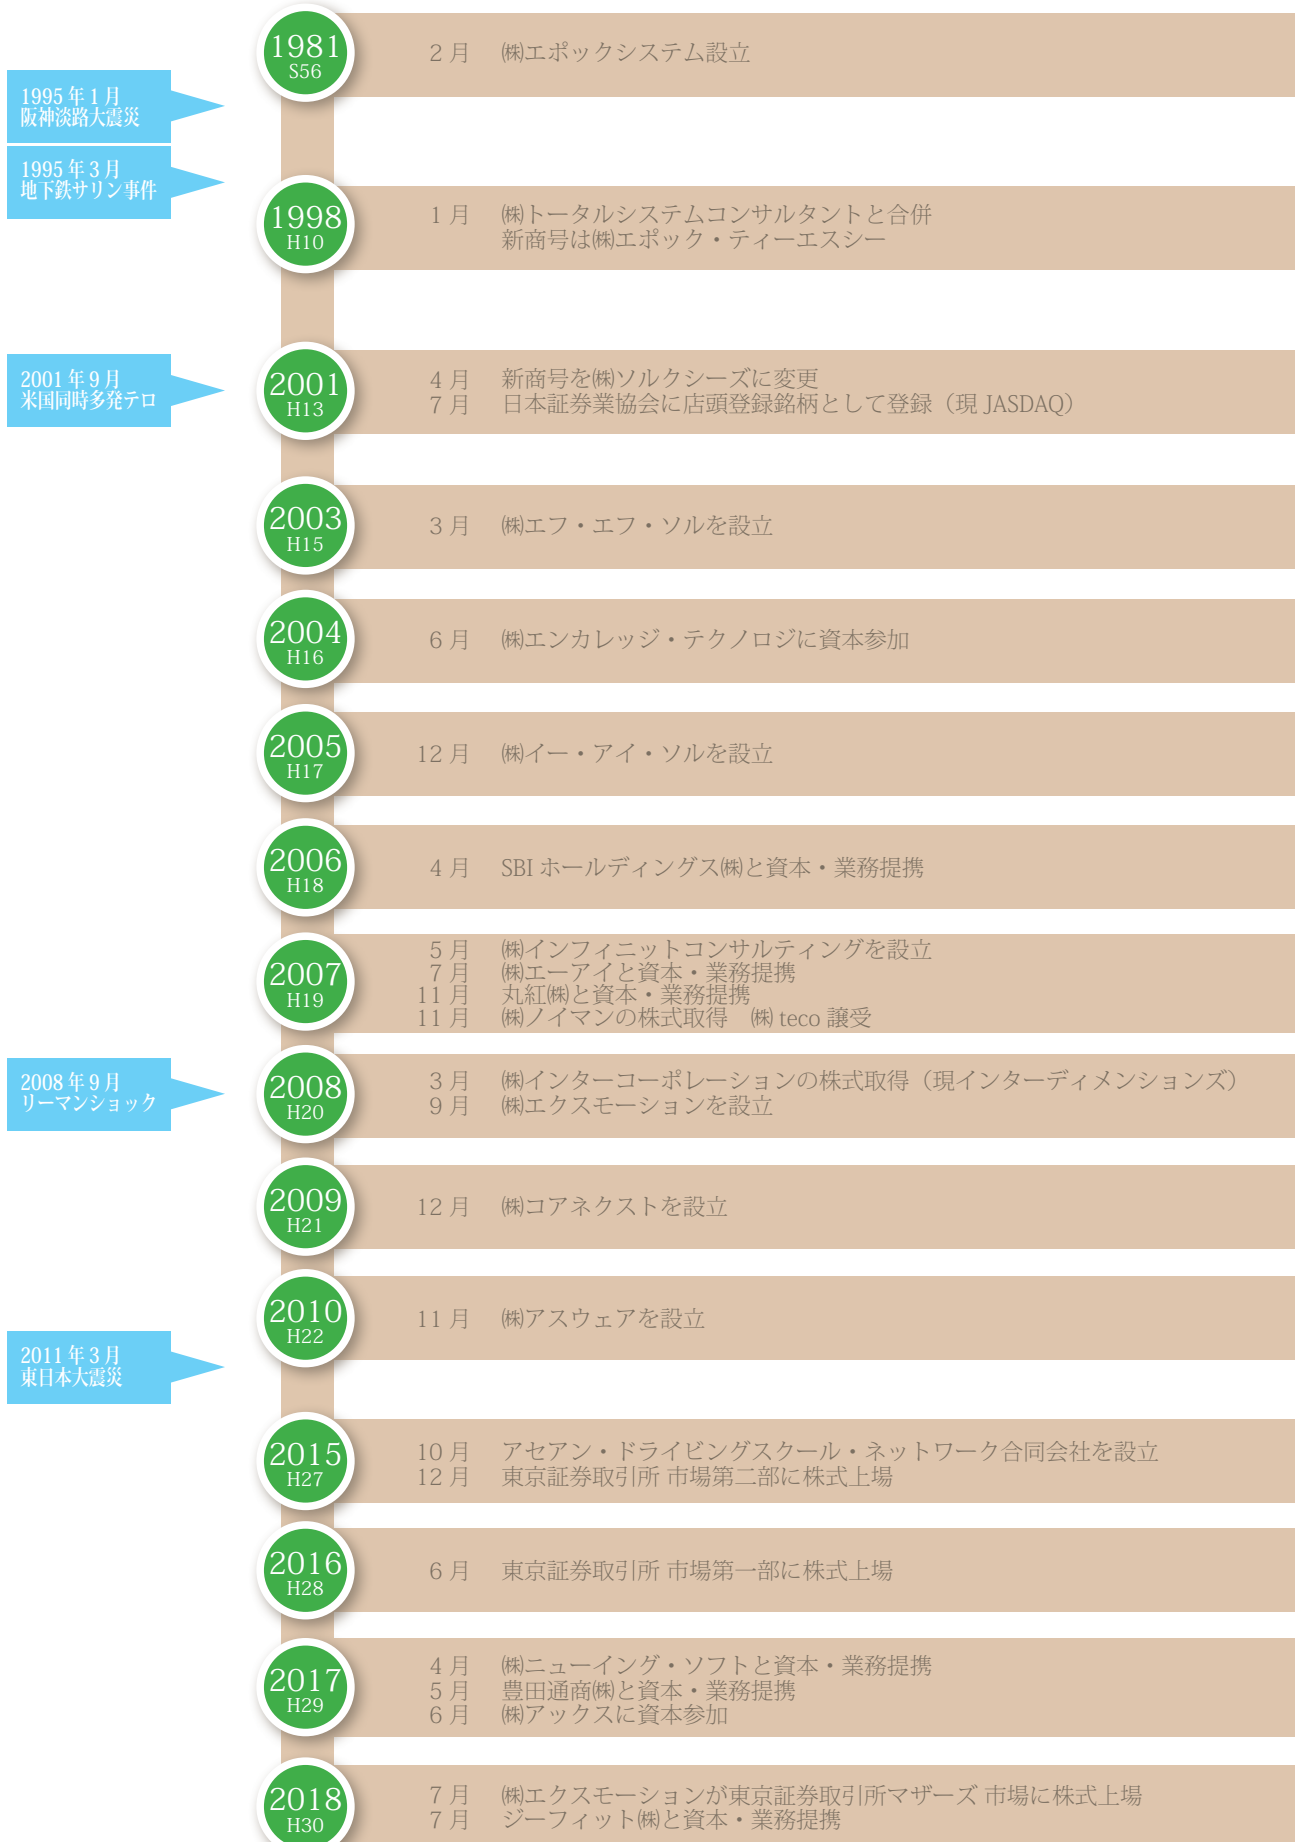 1981
S56
2月 ㈱エポックシステム設立
1995年1月
阪神淡路大震災
1995年3月
地下鉄サリン事件
1998
H10
1月 ㈱トータルシステムコンサルタントと合併
新商号は㈱エポック・ティーエスシー
2001年9月
米国同時多発テロ
2001
H13
4月 新商号を㈱ソルクシーズに変更
7月 日本証券業協会に店頭登録銘柄として登録（現 JASDAQ）
2003
H15
3月 ㈱エフ・エフ・ソルを設立
2004
H16
6月 ㈱エンカレッジ・テクノロジに資本参加
2005
H17
12月 ㈱イー・アイ・ソルを設立
2006
H18
4月 SBI ホールディングス㈱と資本・業務提携
2007
H19
5月 ㈱インフィニットコンサルティングを設立
7月 ㈱エーアイと資本・業務提携
11月 丸紅㈱と資本・業務提携
11月 ㈱ノイマンの株式取得　㈱ teco 譲受
2008年9月
リーマンショック
2008
H20
3月 ㈱インターコーポレーションの株式取得（現インターディメンションズ）
9月 ㈱エクスモーションを設立
2009
H21
12月 ㈱コアネクストを設立
2010
H22
11月 ㈱アスウェアを設立
2011年3月
東日本大震災
2015
H27
10月 アセアン・ドライビングスクール・ネットワーク合同会社を設立
12月 東京証券取引所 市場第二部に株式上場
2016
H28
6月 東京証券取引所 市場第一部に株式上場
2017
H29
4月 ㈱ニューイング・ソフトと資本・業務提携
5月 豊田通商㈱と資本・業務提携
6月 ㈱アックスに資本参加
2018
H30
7月 ㈱エクスモーションが東京証券取引所マザーズ 市場に株式上場
7月 ジーフィット㈱と資本・業務提携